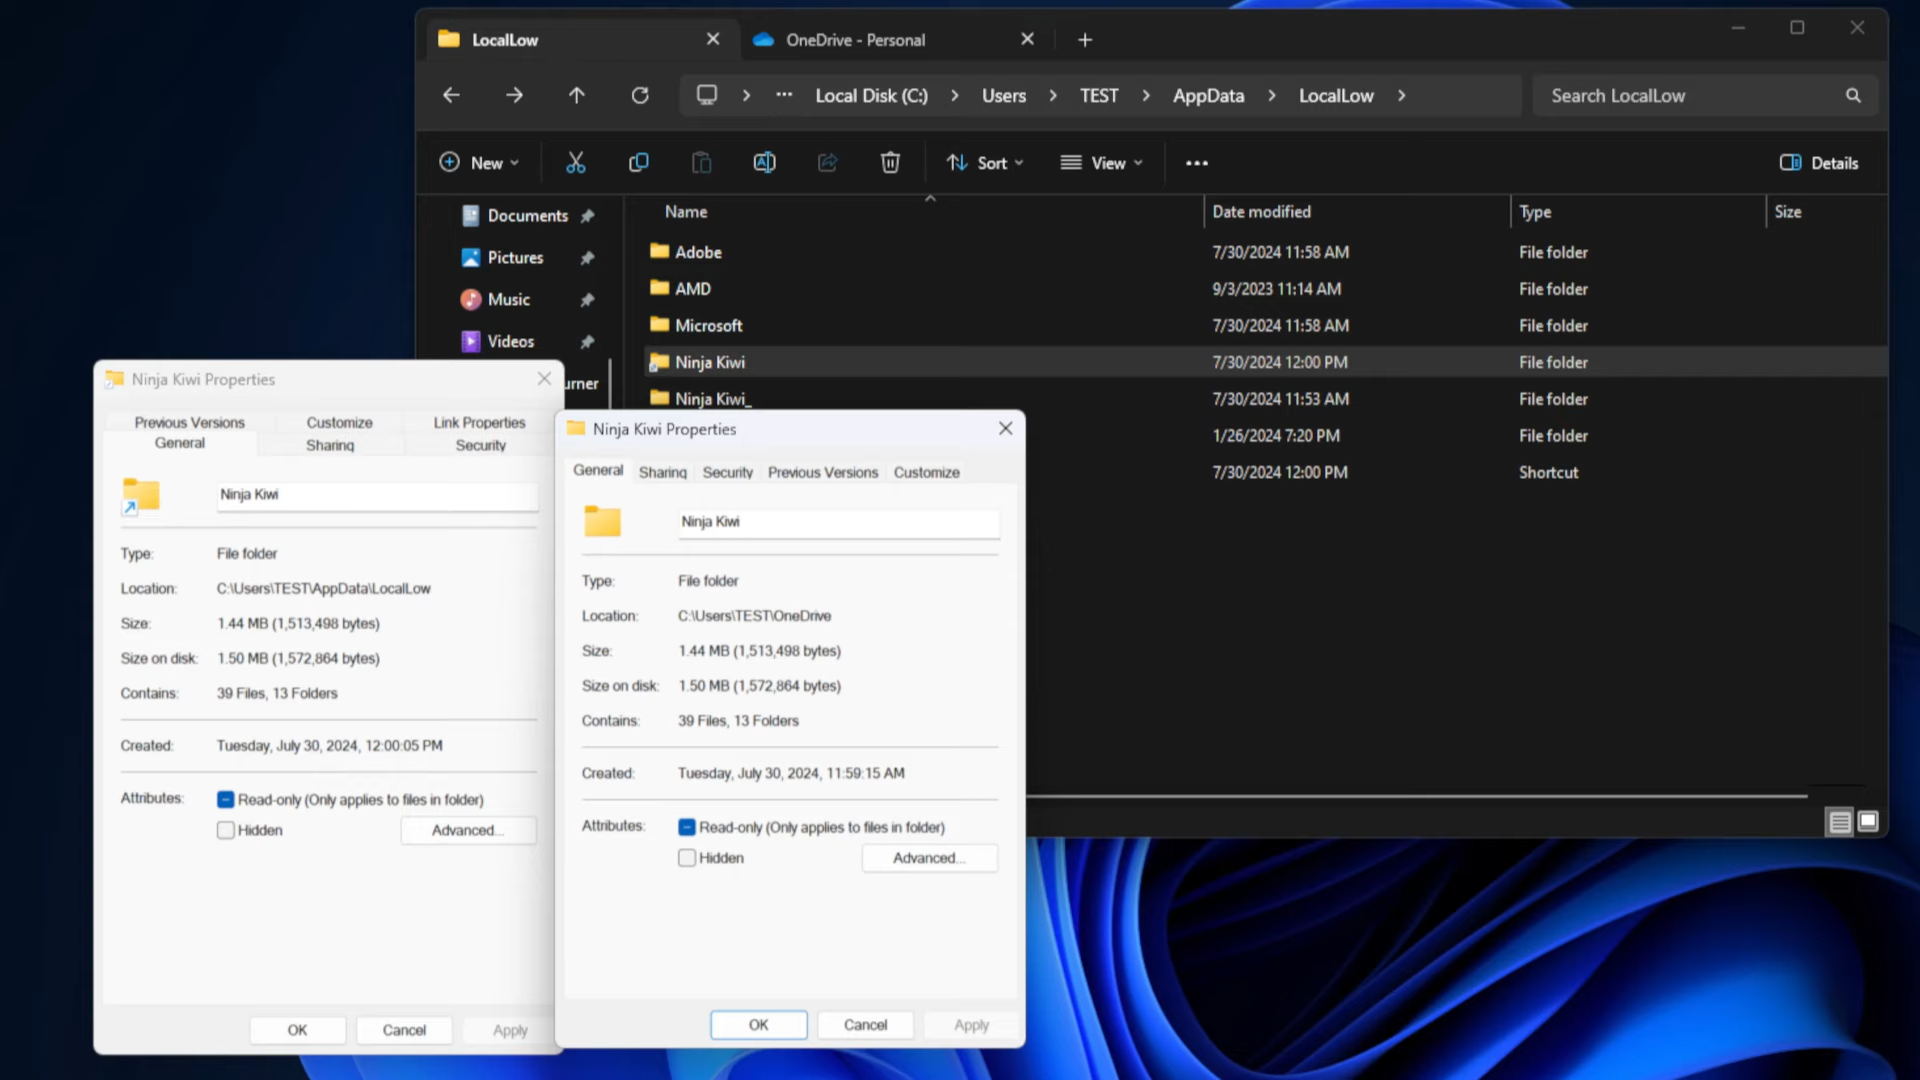 LocalLow
OneDrive - Personal
Local Disk (C:) > Users > TEST > AppData > LocalLow >
Search LocalLow
New
Sort
View
Details
Documents
Pictures
Music
Videos
urner
Name Date modified Type Size
Adobe 7/30/2024 11:58 AM File folder
AMD 9/3/2023 11:14 AM File folder
Microsoft 7/30/2024 11:58 AM File folder
Ninja Kiwi 7/30/2024 12:00 PM File folder
Ninja Kiwi_ 7/30/2024 11:53 AM File folder
1/26/2024 7:20 PM File folder
7/30/2024 12:00 PM Shortcut
Ninja Kiwi Properties
Previous Versions Customize Link Properties
General Sharing Security
Ninja Kiwi
Type: File folder
Location: C:\Users\TEST\AppData\LocalLow
Size: 1.44 MB (1,513,498 bytes)
Size on disk: 1.50 MB (1,572,864 bytes)
Contains: 39 Files, 13 Folders
Created: Tuesday, July 30, 2024, 12:00:05 PM
Attributes: Read-only (Only applies to files in folder)
Hidden Advanced...
OK Cancel Apply
Ninja Kiwi Properties
General Sharing Security Previous Versions Customize
Ninja Kiwi
Type: File folder
Location: C:\Users\TEST\OneDrive
Size: 1.44 MB (1,513,498 bytes)
Size on disk: 1.50 MB (1,572,864 bytes)
Contains: 39 Files, 13 Folders
Created: Tuesday, July 30, 2024, 11:59:15 AM
Attributes: Read-only (Only applies to files in folder)
Hidden Advanced...
OK Cancel Apply